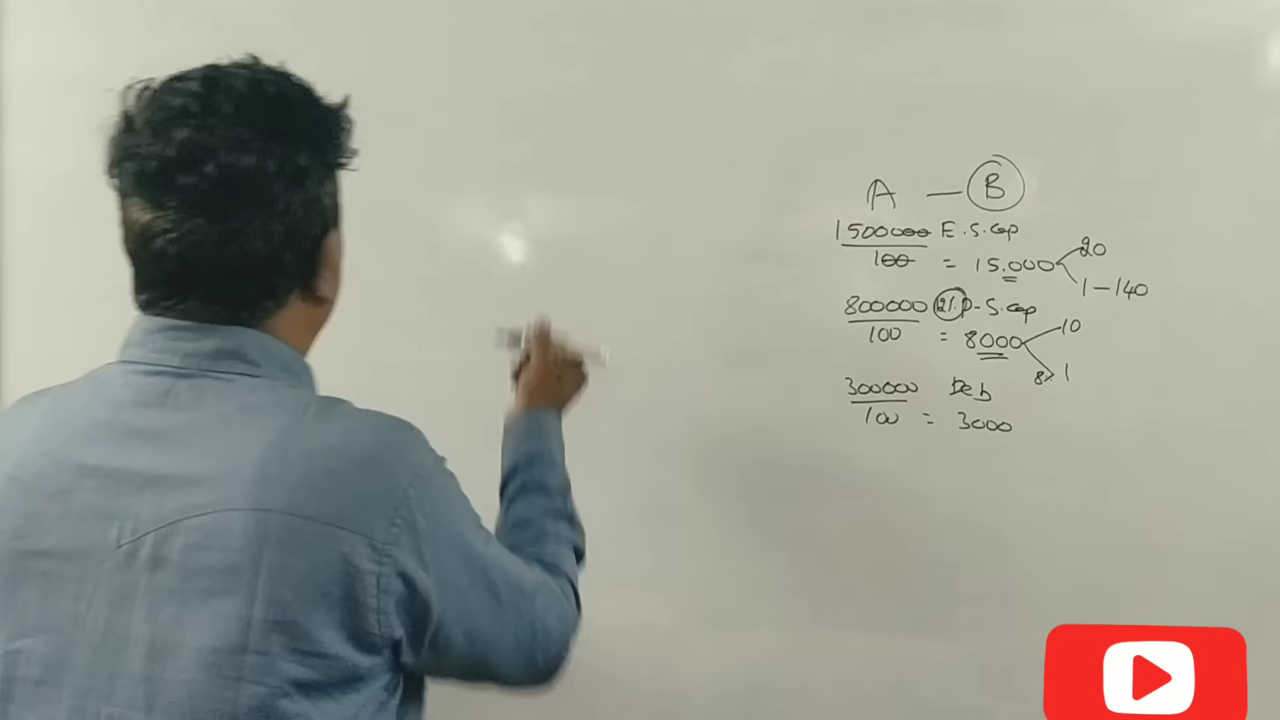 A - B
1500000 E.S.Cap
100 = 15.000 20
1-140
800000 12% P-S.Cap
100 = 8000 10
8% 1
300000 Deb
100 = 3000